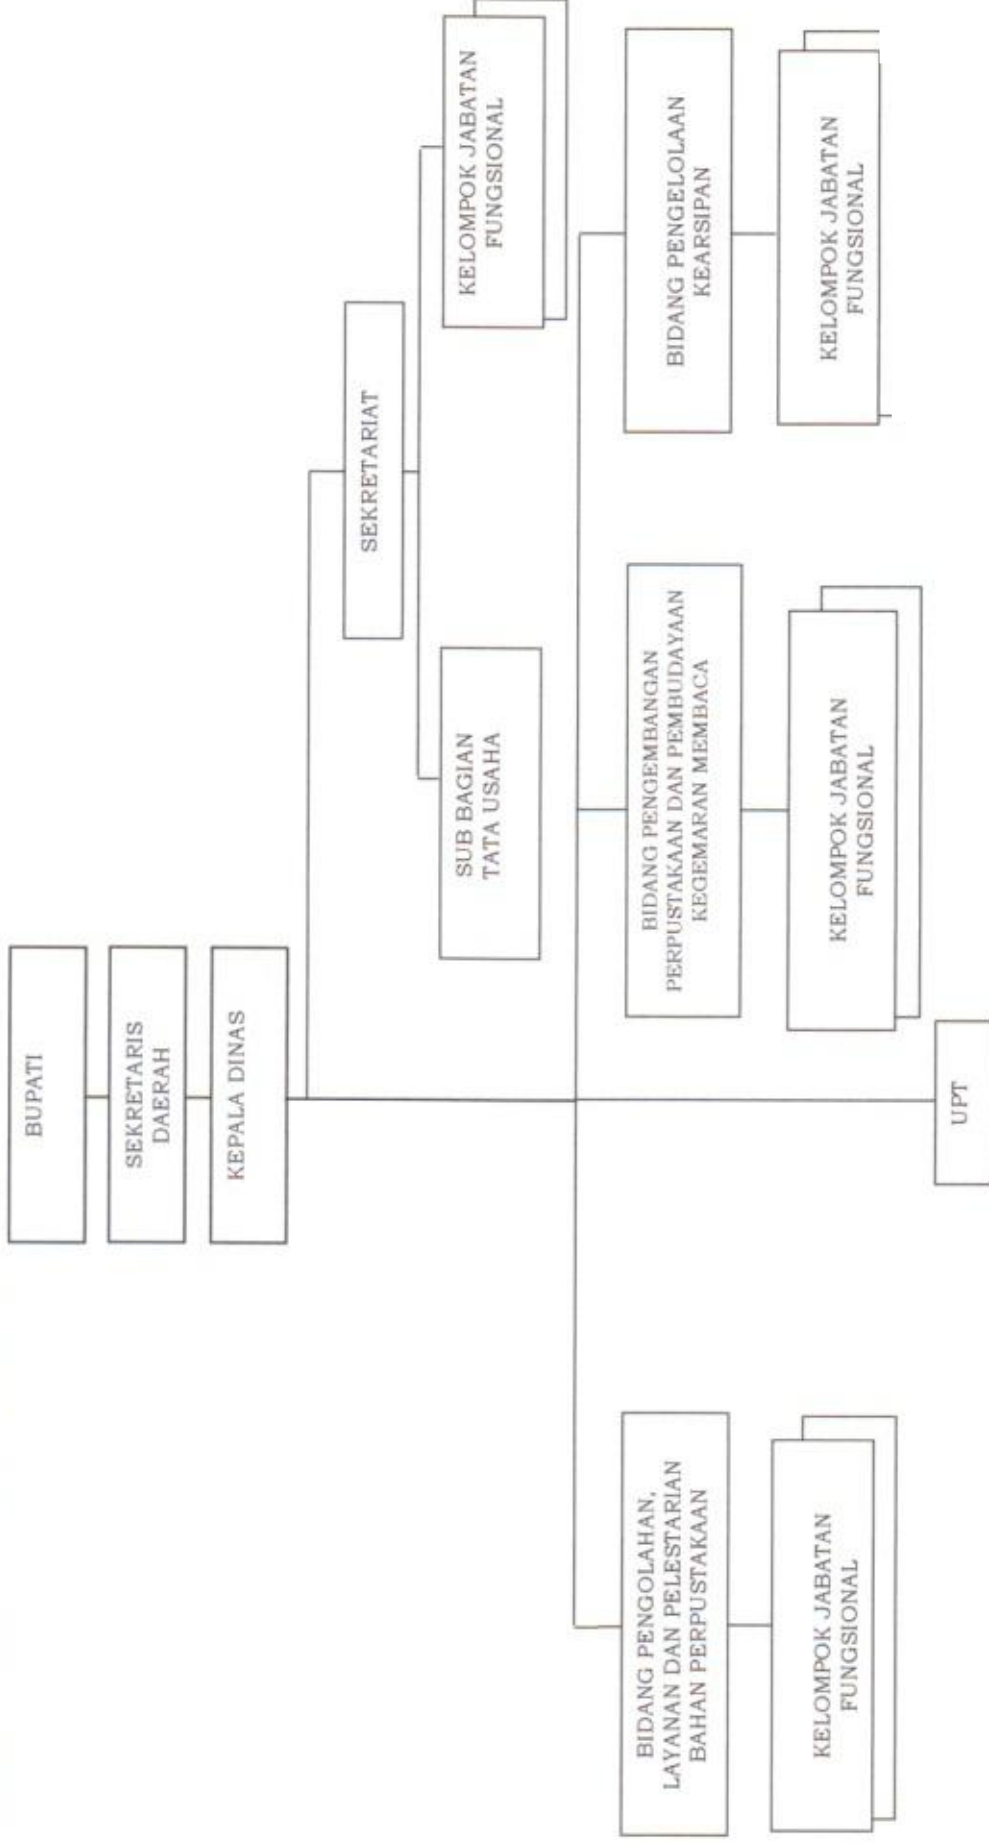 BUPATI
SEKRETARIS
DAERAH
KEPALA DINAS
SEKRETARIAT
SUB BAGIAN
TATA USAHA
KELOMPOK JABATAN
FUNGSIONAL
BIDANG PENGOLAHAN,
LAYANAN DAN PELESTARIAN
BAHAN PERPUSTAKAAN
BIDANG PENGEMBANGAN
PERPUSTAKAAN DAN PEMBUDAYAAN
KEGEMARAN MEMBACA
BIDANG PENGELOLAAN
KEARSIPAN
KELOMPOK JABATAN
FUNGSIONAL
KELOMPOK JABATAN
FUNGSIONAL
KELOMPOK JABATAN
FUNGSIONAL
UPT